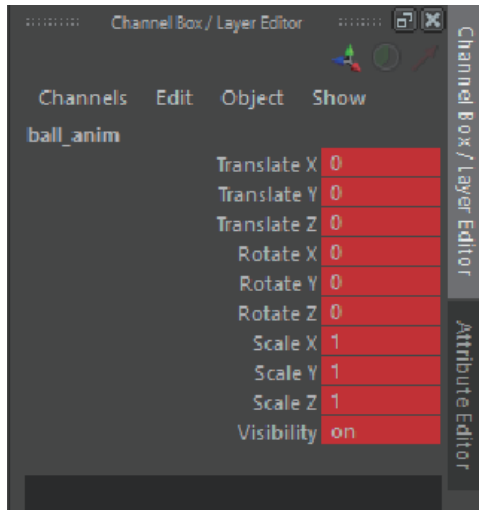 Channel Box / Layer Editor
Channels Edit Object Show
ball_anim
Translate X 0
Translate Y 0
Translate Z 0
Rotate X 0
Rotate Y 0
Rotate Z 0
Scale X 1
Scale Y 1
Scale Z 1
Visibility on
Channel Box / Layer Editor
Attribute Editor